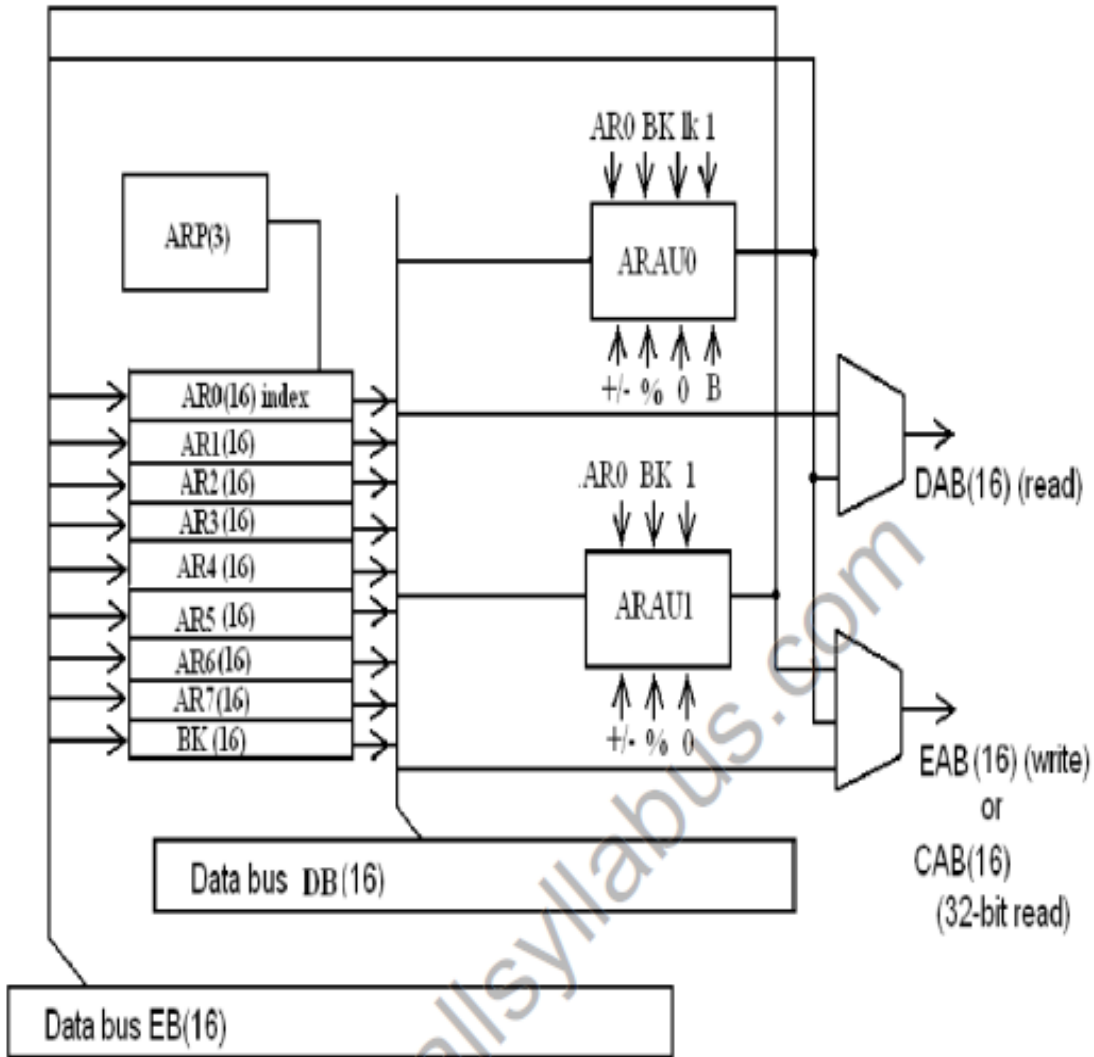 AR0 BK lk 1
ARP(3)
ARAU0
+/- % 0 B
AR0(16) index
AR1(16)
AR2(16)
AR3(16)
AR4(16)
AR5(16)
AR6(16)
AR7(16)
BK(16)
.AR0 BK 1
ARAU1
+/- % 0
DAB(16) (read)
EAB(16) (write)
or
CAB(16)
(32-bit read)
Data bus DB(16)
Data bus EB(16)
allsyllabus.com